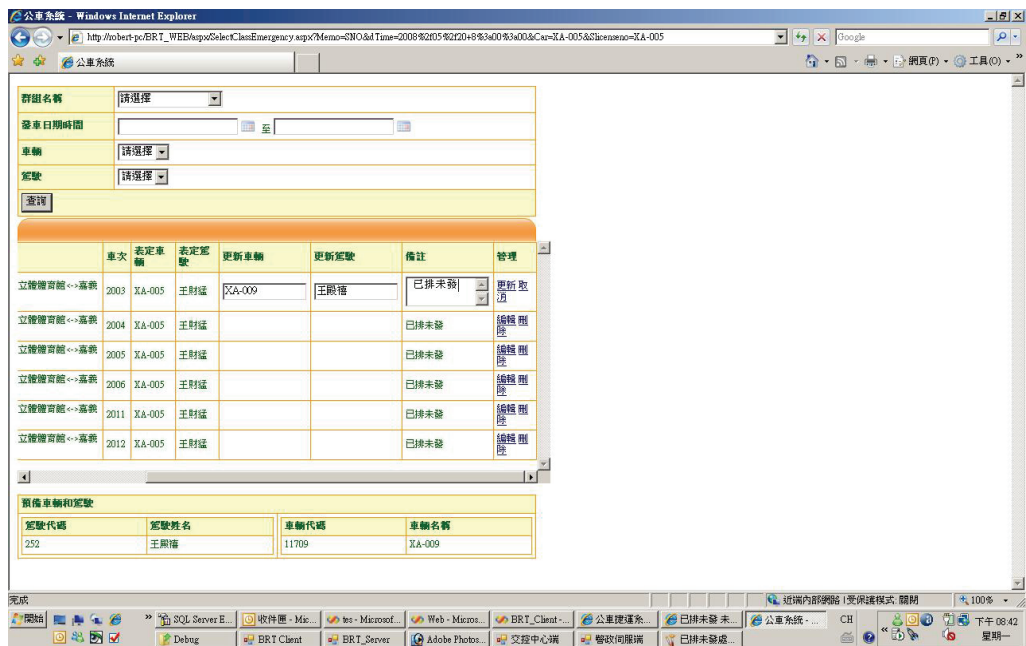 公車系統 - Windows Internet Explorer
http://robert-pc/BRT_WEB/aspx/SelectClassEmergency.aspx?Memo=SNO&dTime=2008%2f05%2f20+8%3a00%3a00&Car=XA-005&Slicenseno=XA-005
Google
公車系統
網頁(P)
工具(O)
群組名稱 請選擇
發車日期時間 至
車輛 請選擇
駕駛 請選擇
查詢
車次 表定車輛 表定駕駛 更新車輛 更新駕駛 備註 管理
立體體育館<->嘉義 2003 XA-005 王財猛 XA-009 王殿禧 已排未發 更新 取消
立體體育館<->嘉義 2004 XA-005 王財猛 已排未發 編輯 刪除
立體體育館<->嘉義 2005 XA-005 王財猛 已排未發 編輯 刪除
立體體育館<->嘉義 2006 XA-005 王財猛 已排未發 編輯 刪除
立體體育館<->嘉義 2011 XA-005 王財猛 已排未發 編輯 刪除
立體體育館<->嘉義 2012 XA-005 王財猛 已排未發 編輯 刪除
預備車輛和駕駛
駕駛代碼 駕駛姓名 車輛代碼 車輛名稱
252 王殿禧 11709 XA-009
完成 近端內部網路 | 受保護模式: 關閉 100%
開始 SQL Server E... 收件匣 - Mic... tes - Microsof... Web - Micros... BRT_Client -... 公車捷運系... 已排未發 未... 公車系統 - ... CH
Debug BRT Client BRT_Server Adobe Photos... 交控中心端 警政伺服端 已排未發處... 下午 08:42
星期一